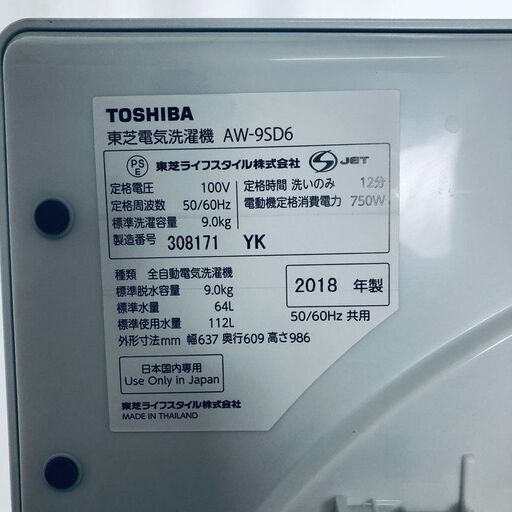 TOSHIBA
東芝電気洗濯機 AW-9SD6
PSE 東芝ライフスタイル株式会社 S JET
定格電圧 100V 定格時間 洗いのみ 12分
定格周波数 50/60Hz 電動機定格消費電力 750W
標準洗濯容量 9.0kg
製造番号 308171 YK
種類 全自動電気洗濯機
標準脱水容量 9.0kg
標準水量 64L
標準使用水量 112L
外形寸法mm 幅637 奥行609 高さ986
2018 年製
50/60Hz 共用
日本国内専用
Use Only in Japan
東芝ライフスタイル株式会社
MADE IN THAILAND